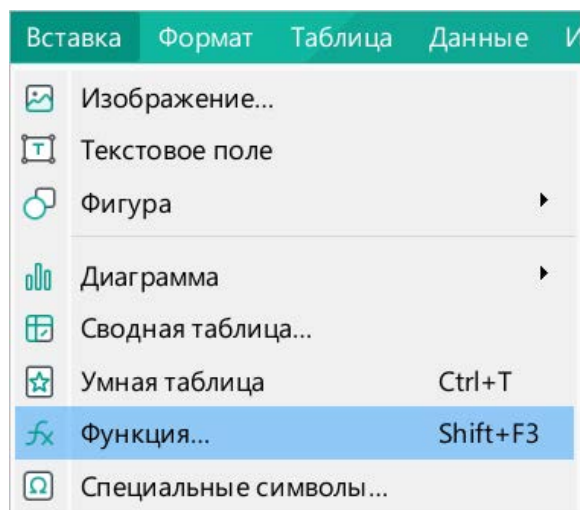 Вставка Формат Таблица Данные И
Изображение...
Текстовое поле
Фигура
Диаграмма
Сводная таблица...
Умная таблица Ctrl+T
Функция... Shift+F3
Специальные символы...